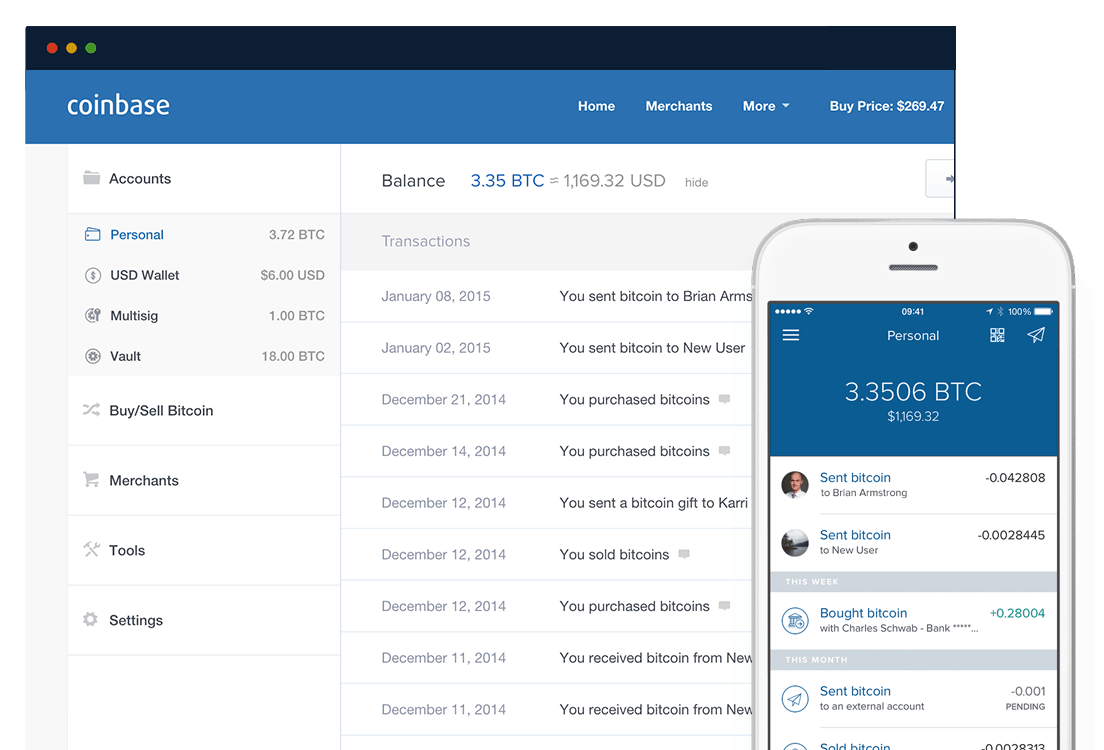 coinbase
Home Merchants More Buy Price: $269.47
Accounts
Personal 3.72 BTC
USD Wallet $6.00 USD
Multisig 1.00 BTC
Vault 18.00 BTC
Buy/Sell Bitcoin
Merchants
Tools
Settings
Balance 3.35 BTC ≈ 1,169.32 USD hide
Transactions
January 08, 2015 You sent bitcoin to Brian Arms
January 02, 2015 You sent bitcoin to New User
December 21, 2014 You purchased bitcoins
December 14, 2014 You purchased bitcoins
December 12, 2014 You sent a bitcoin gift to Karri
December 12, 2014 You sold bitcoins
December 12, 2014 You purchased bitcoins
December 11, 2014 You received bitcoin from New
December 11, 2014 You received bitcoin from New
09:41 100%
Personal
3.3506 BTC
$1,169.32
Sent bitcoin -0.042808
to Brian Armstrong
Sent bitcoin -0.0028445
to New User
THIS WEEK
Bought bitcoin +0.28004
with Charles Schwab - Bank *****...
THIS MONTH
Sent bitcoin -0.001
to an external account PENDING
Sold bitcoin -0.0028313